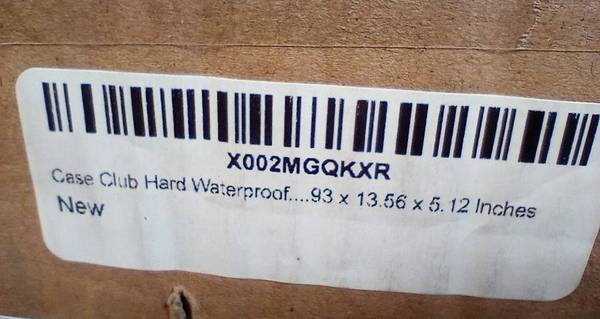 X002MGQKXR
Case Club Hard Waterproof....93 x 13.56 x 5.12 Inches
New